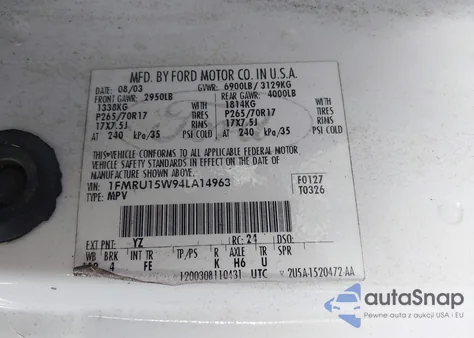 MFD. BY FORD MOTOR CO. IN U.S.A.
DATE: 08/03 GVWR: 6900LB/ 3129KG
FRONT GAWR: 2950LB REAR GAWR: 4000LB
1338KG WITH 1814KG WITH
P265/70R17 TIRES P265/70R17 TIRES
17X7.5J RIMS 17X7.5J RIMS
AT 240 kPa/35 PSI COLD AT 240 kPa/35 PSI COLD
THIS VEHICLE CONFORMS TO ALL APPLICABLE FEDERAL MOTOR
VEHICLE SAFETY STANDARDS IN EFFECT ON THE DATE OF MANUFACTURE
SHOWN ABOVE.
VIN: 1FMRU15W94LA14963 F0127
TYPE: MPV T0326
EXT PNT: YZ RC: 24 DSO:
WB BRK INT TR TP/PS R AXLE TR SPR
4 FE K H6 U
1200308110431 UTC 2U5A-1520472-AA
autoSnap
Pewne auta z aukcji USA i EU